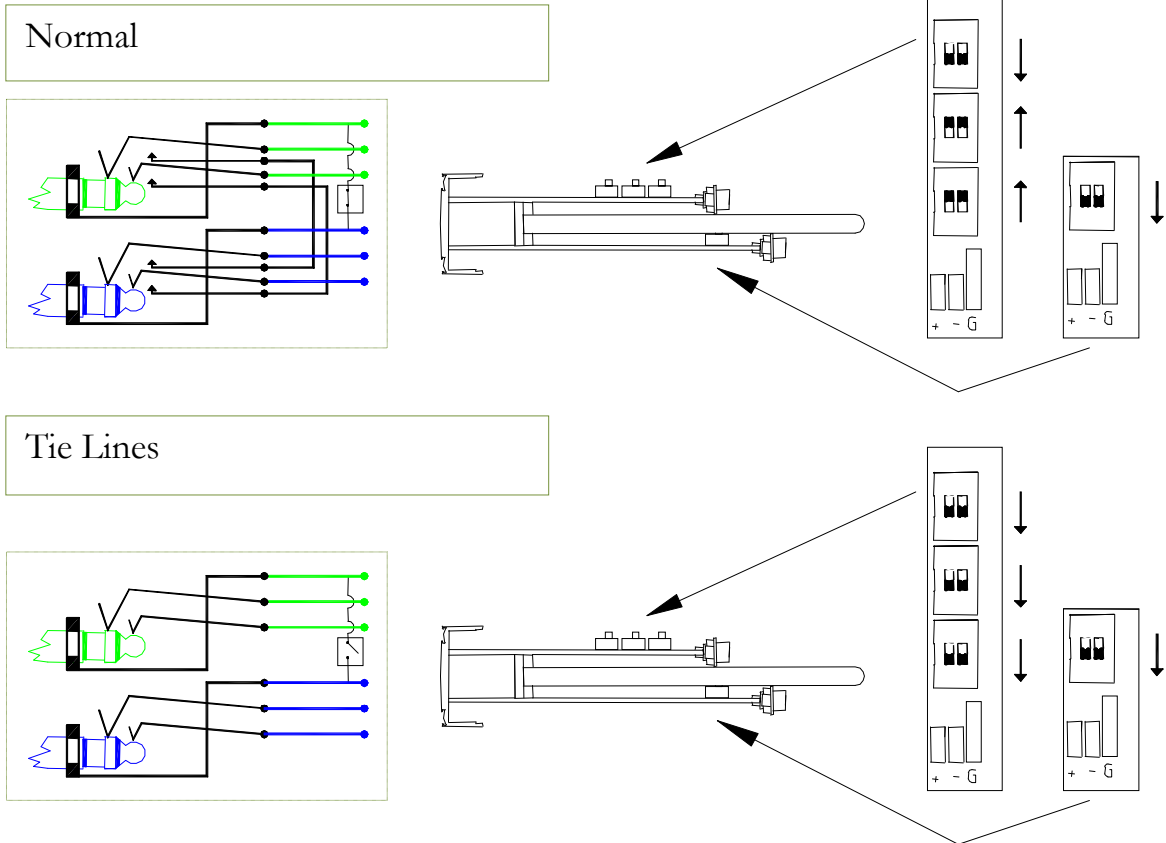 Normal
+ - G
+ - G
Tie Lines
+ - G
+ - G